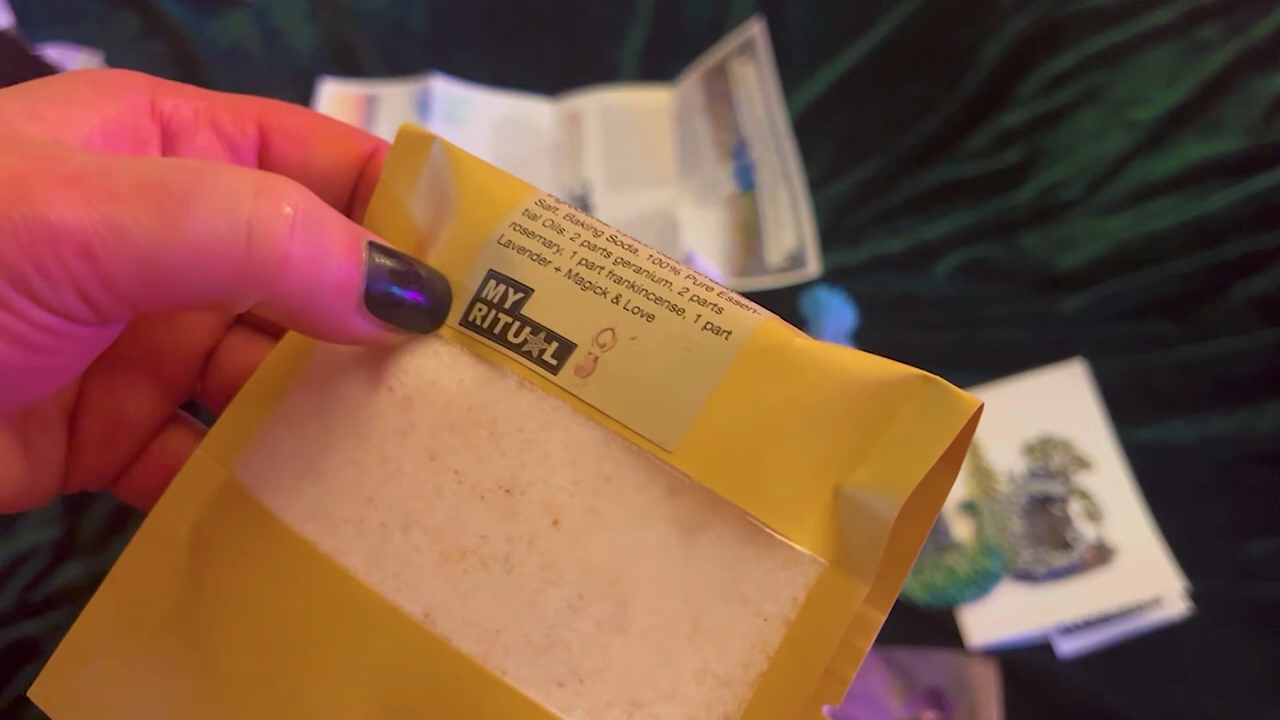 Salt, Baking Soda, 100% Pure Essen-
tial Oils: 2 parts geranium, 2 parts
rosemary, 1 part frankincense, 1 part
Lavender + Magick & Love
MY
RITUAL